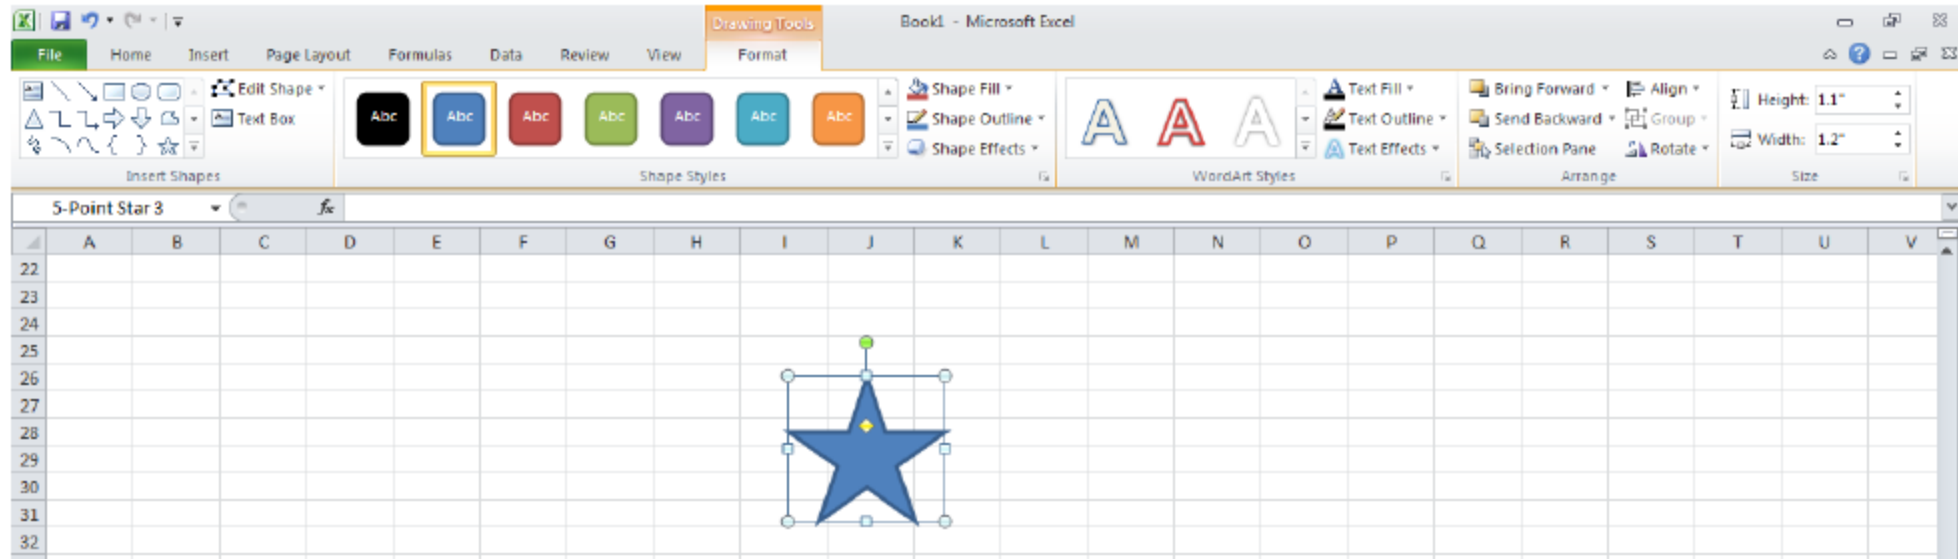 Drawing Tools
Book1 - Microsoft Excel
File Home Insert Page Layout Formulas Data Review View Format
Edit Shape
Text Box
Insert Shapes
Abc Abc Abc Abc Abc Abc Abc
Shape Fill
Shape Outline
Shape Effects
Shape Styles
A A A
Text Fill
Text Outline
Text Effects
WordArt Styles
Bring Forward
Send Backward
Selection Pane
Align
Group
Rotate
Arrange
Height: 1.1"
Width: 1.2"
Size
5-Point Star 3 fx
A B C D E F G H I J K L M N O P Q R S T U V
22
23
24
25
26
27
28
29
30
31
32